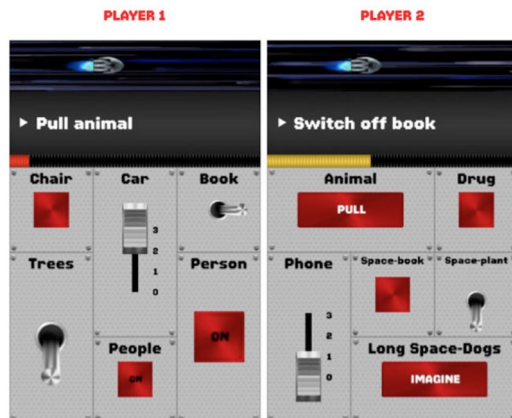 PLAYER 1
Pull animal
Chair
Car
Book
3
2
1
0
Trees
Person
ON
People
ON
PLAYER 2
Switch off book
Animal
PULL
Drug
Phone
3
2
1
0
Space-book
Space-plant
Long Space-Dogs
IMAGINE